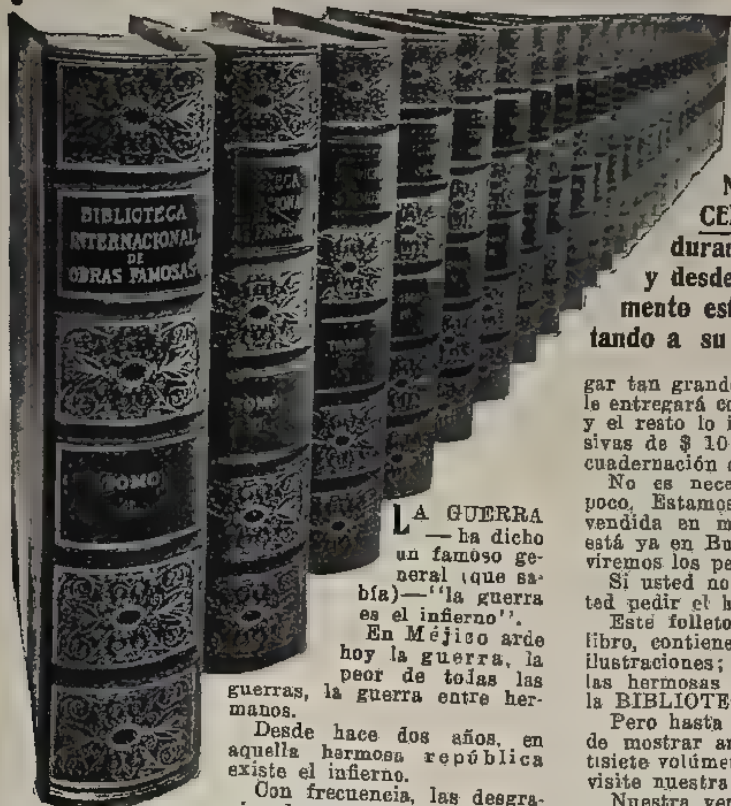 BIBLIOTECA
INTERNACIONAL
DE
OBRAS FAMOSAS
TOMO
TOMO
LA GUERRA
— ha dicho
un famoso ge-
neral (que sa-
bía)—"la guerra
es el infierno".
En Méjico arde
hoy la guerra, la
peor de todas las
guerras, la guerra entre her-
manos.
Desde hace dos años, en
aquella hermosa república
existe el infierno.
Con frecuencia, las desgra-
N
CE
durar
y desde
mento est
tando a su
gar tan grande
le entregará co
y el resto lo i
sivas de $ 10
cuadernación
No es nece
poco. Estamos
vendida en m
está ya en Bu
viremos los pe
Si usted no
ted pedir el
Este folleto
libro, contiene
ilustraciones;
las hermosas
la BIBLIOTE
Pero hasta
de mostrar a
tisiete volúme
visite nuestra
Nuestra ve